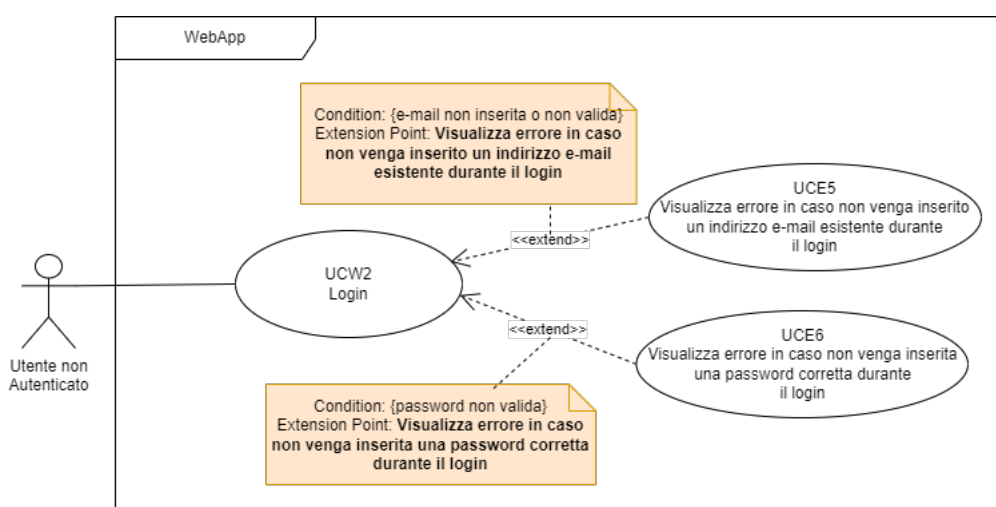 WebApp
Condition: {e-mail non inserita o non valida}
Extension Point: Visualizza errore in caso
non venga inserito un indirizzo e-mail
esistente durante il login
UCE5
Visualizza errore in caso non venga inserito
un indirizzo e-mail esistente durante
il login
<<extend>>
UCW2
Login
<<extend>>
UCE6
Visualizza errore in caso non venga inserita
una password corretta durante
il login
Utente non
Autenticato
Condition: {password non valida}
Extension Point: Visualizza errore in caso
non venga inserita una password corretta
durante il login